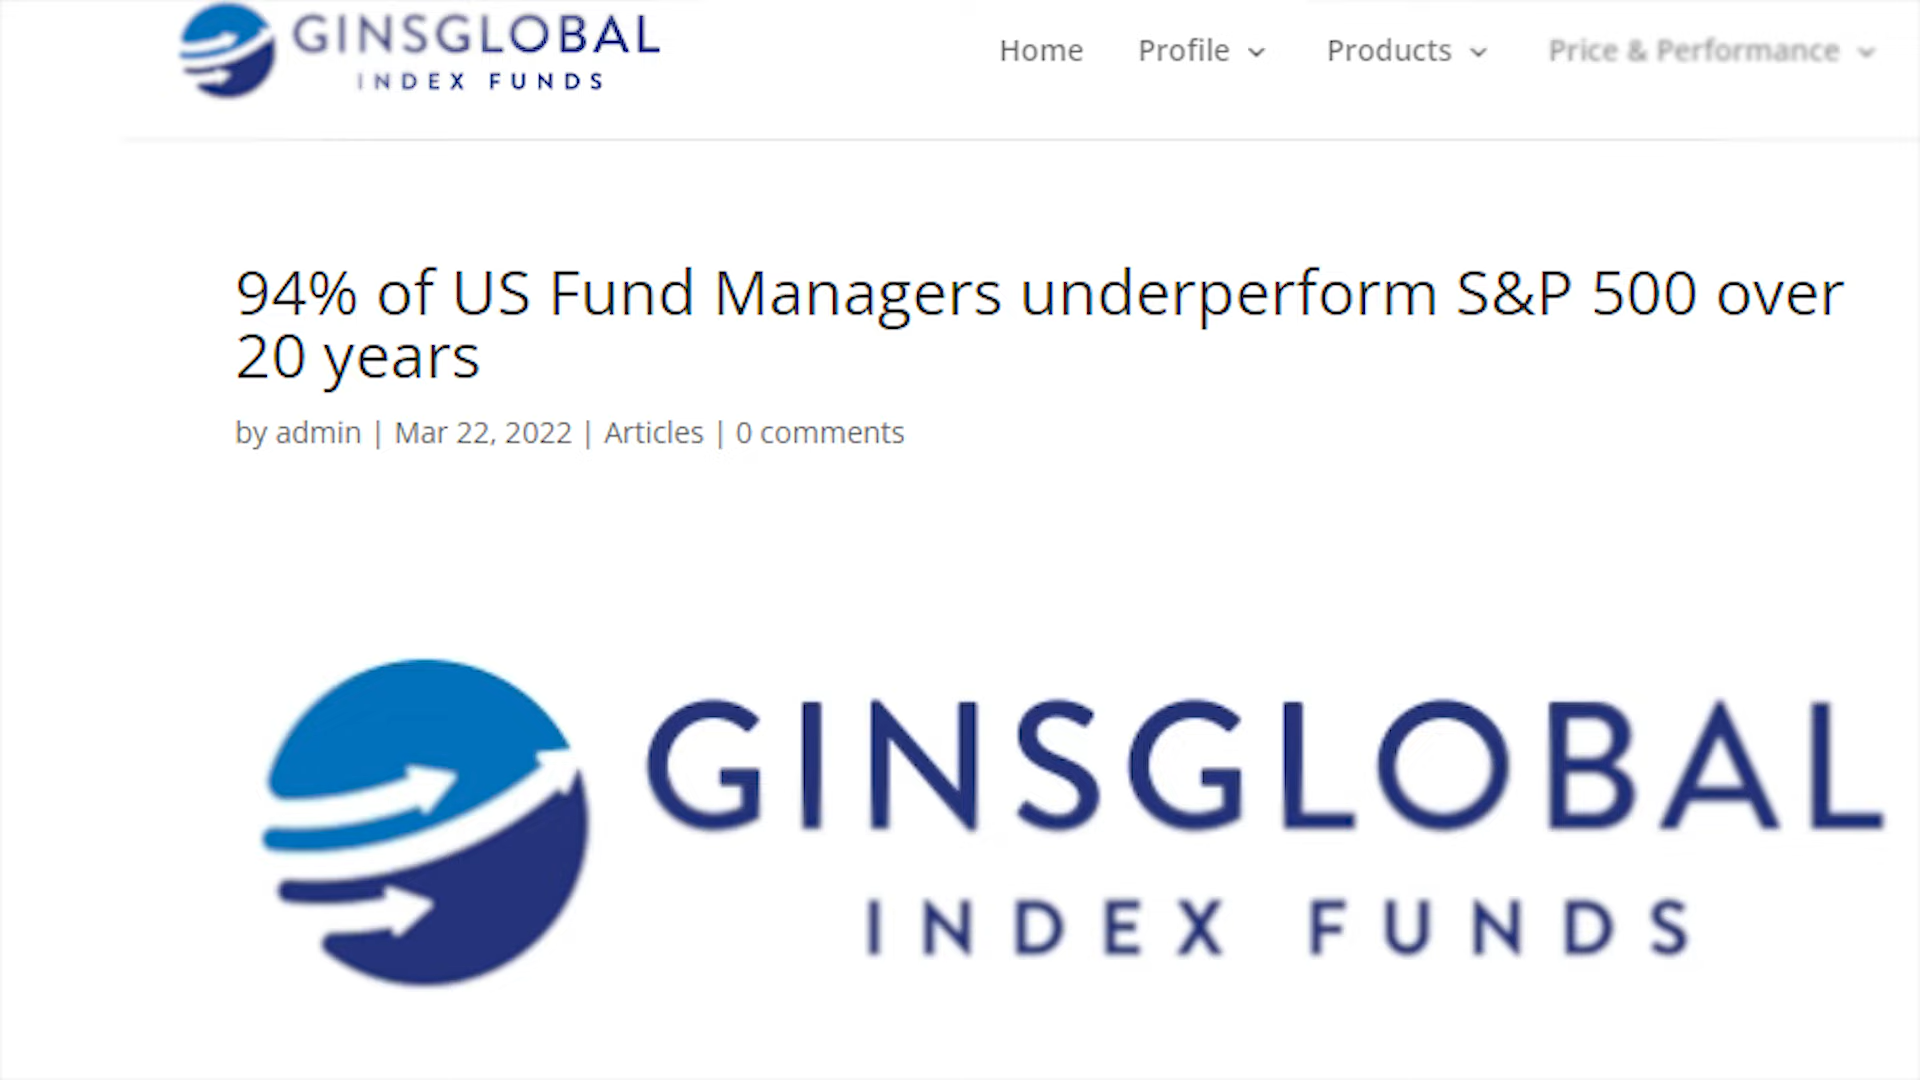 GINSGLOBAL
INDEX FUNDS
Home Profile Products Price & Performance
94% of US Fund Managers underperform S&P 500 over
20 years
by admin | Mar 22, 2022 | Articles | 0 comments
GINSGLOBAL
INDEX FUNDS